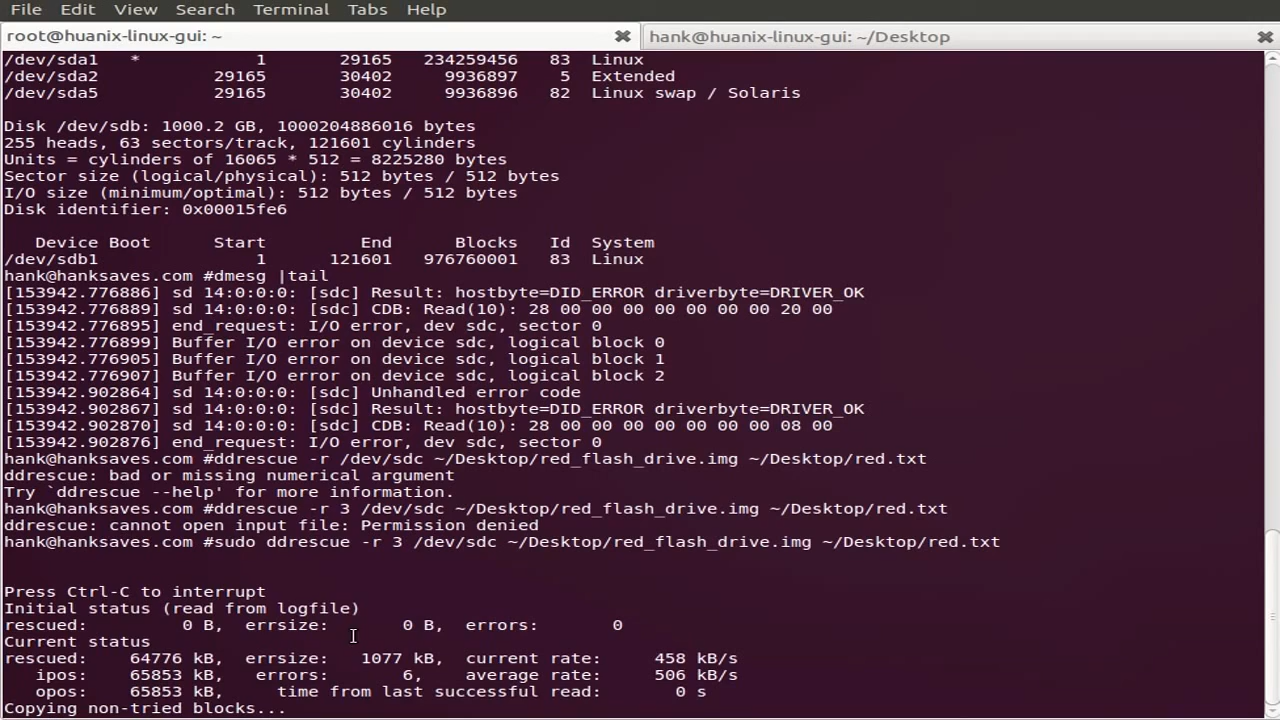 File Edit View Search Terminal Tabs Help
root@huanix-linux-gui: ~ ✖ hank@huanix-linux-gui: ~/Desktop ✖
/dev/sda1   *           1       29165   234259456   83  Linux
/dev/sda2           29165       30402     9936897    5  Extended
/dev/sda5           29165       30402     9936896   82  Linux swap / Solaris
Disk /dev/sdb: 1000.2 GB, 1000204886016 bytes
255 heads, 63 sectors/track, 121601 cylinders
Units = cylinders of 16065 * 512 = 8225280 bytes
Sector size (logical/physical): 512 bytes / 512 bytes
I/O size (minimum/optimal): 512 bytes / 512 bytes
Disk identifier: 0x00015fe6
   Device Boot      Start         End      Blocks   Id  System
/dev/sdb1               1      121601   976760001   83  Linux
hank@hanksaves.com #dmesg |tail
[153942.776886] sd 14:0:0:0: [sdc] Result: hostbyte=DID_ERROR driverbyte=DRIVER_OK
[153942.776889] sd 14:0:0:0: [sdc] CDB: Read(10): 28 00 00 00 00 00 00 00 20 00
[153942.776895] end_request: I/O error, dev sdc, sector 0
[153942.776899] Buffer I/O error on device sdc, logical block 0
[153942.776905] Buffer I/O error on device sdc, logical block 1
[153942.776907] Buffer I/O error on device sdc, logical block 2
[153942.902864] sd 14:0:0:0: [sdc] Unhandled error code
[153942.902867] sd 14:0:0:0: [sdc] Result: hostbyte=DID_ERROR driverbyte=DRIVER_OK
[153942.902870] sd 14:0:0:0: [sdc] CDB: Read(10): 28 00 00 00 00 00 00 00 08 00
[153942.902876] end_request: I/O error, dev sdc, sector 0
hank@hanksaves.com #ddrescue -r /dev/sdc ~/Desktop/red_flash_drive.img ~/Desktop/red.txt
ddrescue: bad or missing numerical argument
Try `ddrescue --help' for more information.
hank@hanksaves.com #ddrescue -r 3 /dev/sdc ~/Desktop/red_flash_drive.img ~/Desktop/red.txt
ddrescue: cannot open input file: Permission denied
hank@hanksaves.com #sudo ddrescue -r 3 /dev/sdc ~/Desktop/red_flash_drive.img ~/Desktop/red.txt
Press Ctrl-C to interrupt
Initial status (read from logfile)
rescued:         0 B,  errsize:       0 B,  errors:       0
Current status
rescued:    64776 kB,  errsize:   1077 kB,  current rate:     458 kB/s
   ipos:    65853 kB,   errors:       6,    average rate:     506 kB/s
   opos:    65853 kB,     time from last successful read:       0 s
Copying non-tried blocks...